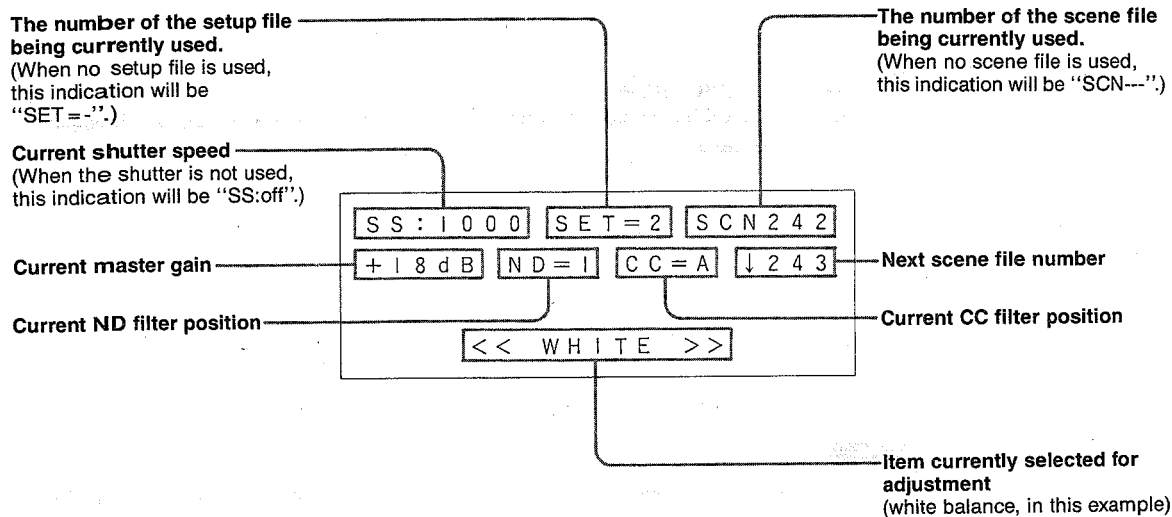 The number of the setup file
being currently used.
(When no setup file is used,
this indication will be
“SET=-”.)
The number of the scene file
being currently used.
(When no scene file is used,
this indication will be “SCN---”.)
Current shutter speed
(When the shutter is not used,
this indication will be “SS:off”.)
SS:1000 SET=2 SCN242
Current master gain
+18dB ND=1 CC=A ↓243
Next scene file number
Current ND filter position
Current CC filter position
<< WHITE >>
Item currently selected for
adjustment
(white balance, in this example)